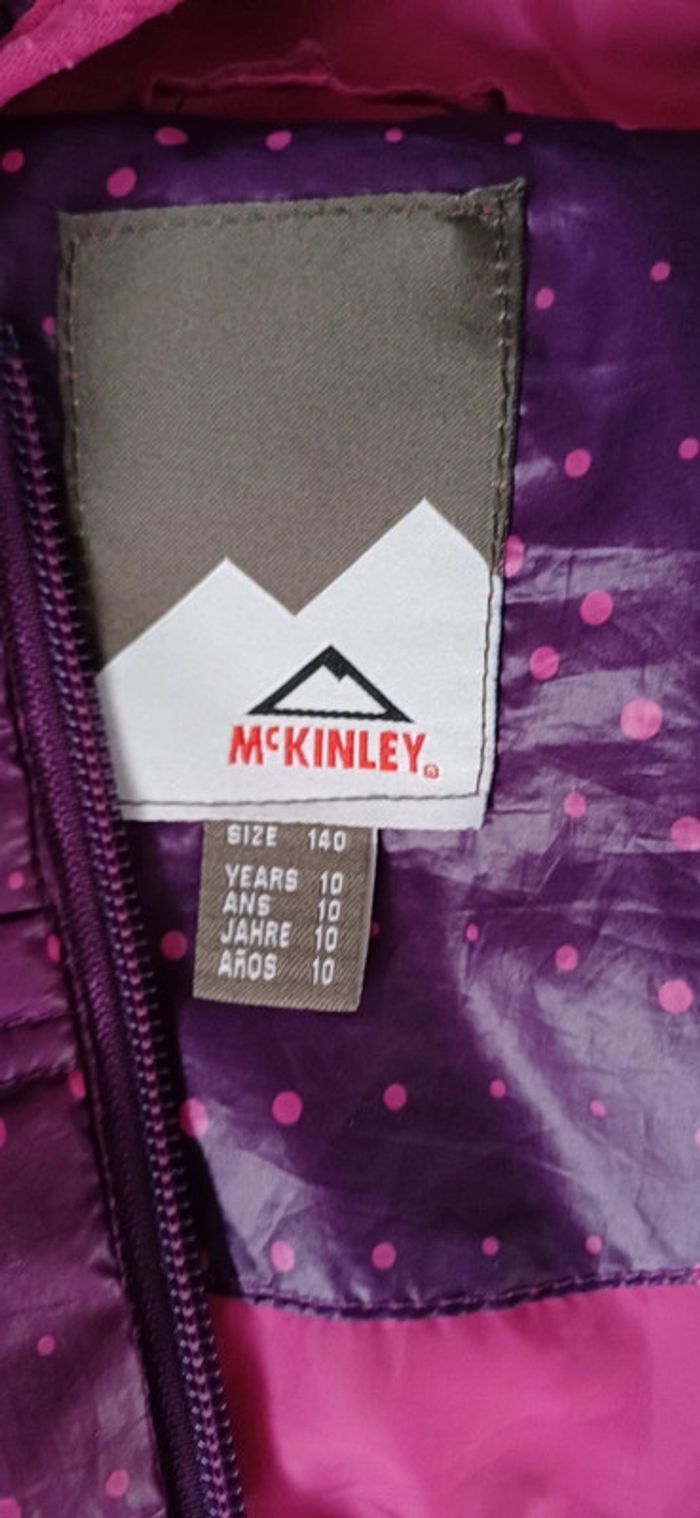 McKINLEY®
SIZE 140
YEARS 10
ANS 10
JAHRE 10
AÑOS 10